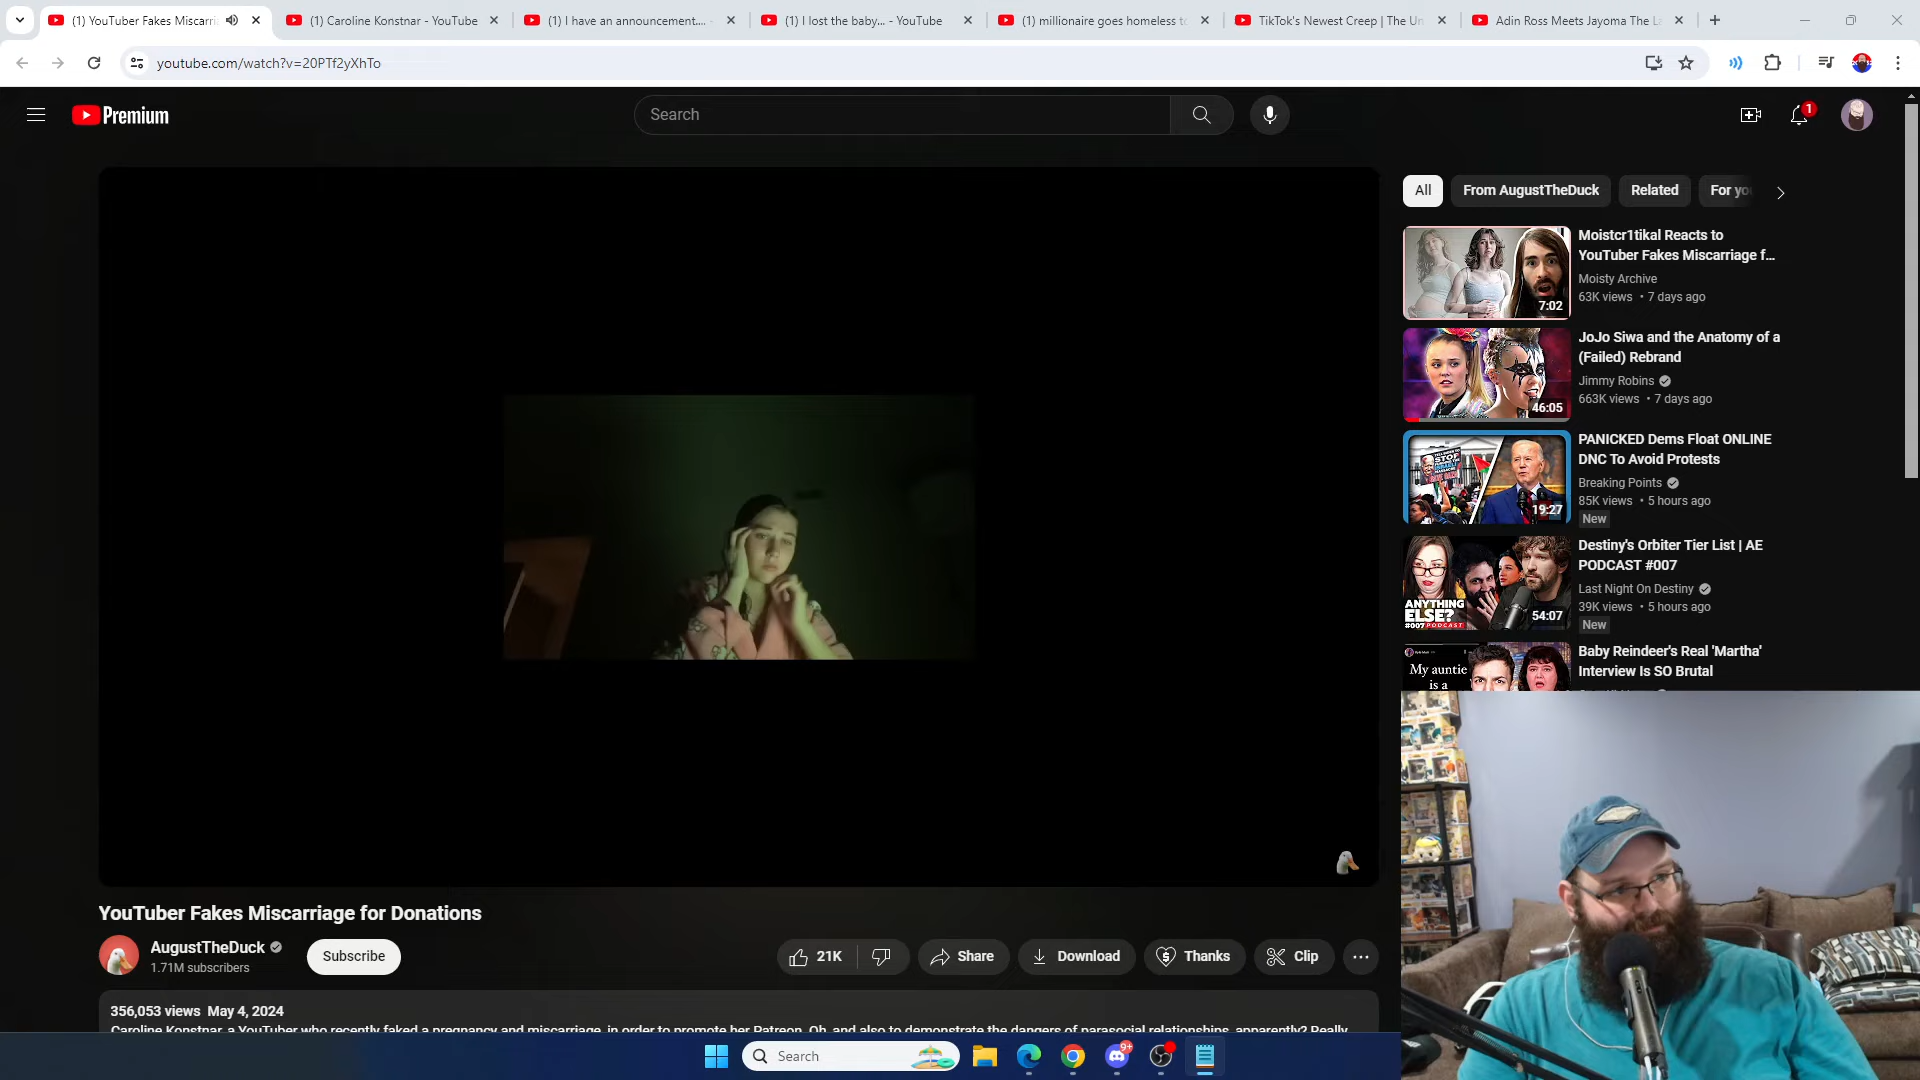 (1) YouTuber Fakes Miscarri
(1) Caroline Konstnar - YouTube
(1) I have an announcement.... -
(1) I lost the baby... - YouTube
(1) millionaire goes homeless to
TikTok's Newest Creep | The Un
Adin Ross Meets Jayoma The La
youtube.com/watch?v=20PTf2yXhTo
Premium
Search
1
All
From AugustTheDuck
Related
For you
Moistcr1tikal Reacts to
YouTuber Fakes Miscarriage f...
Moisty Archive
63K views • 7 days ago
7:02
JoJo Siwa and the Anatomy of a
(Failed) Rebrand
Jimmy Robins
663K views • 7 days ago
46:05
PANICKED Dems Float ONLINE
DNC To Avoid Protests
Breaking Points
85K views • 5 hours ago
New
19:27
Destiny's Orbiter Tier List | AE
PODCAST #007
Last Night On Destiny
39K views • 5 hours ago
New
ANYTHING
ELSE?
#007 PODCAST
54:07
Baby Reindeer's Real 'Martha'
Interview Is SO Brutal
My auntie
is a
YouTuber Fakes Miscarriage for Donations
AugustTheDuck
1.71M subscribers
Subscribe
21K
Share
Download
Thanks
Clip
356,053 views May 4, 2024
Caroline Konstnar, a YouTuber who recently faked a pregnancy and miscarriage, in order to promote her Patreon. Oh, and also to demonstrate the dangers of parasocial relationships, apparently? Really
Search
9+